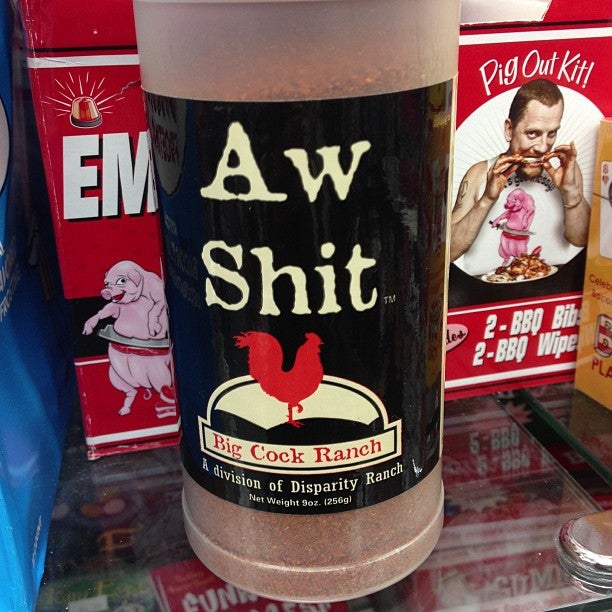 Aw
Shit
TM
Big Cock Ranch
A division of Disparity Ranch
Net Weight 9oz. (256g)
EM
Pig Out Kit!
2-BBQ Bibs
2-BBQ Wipe